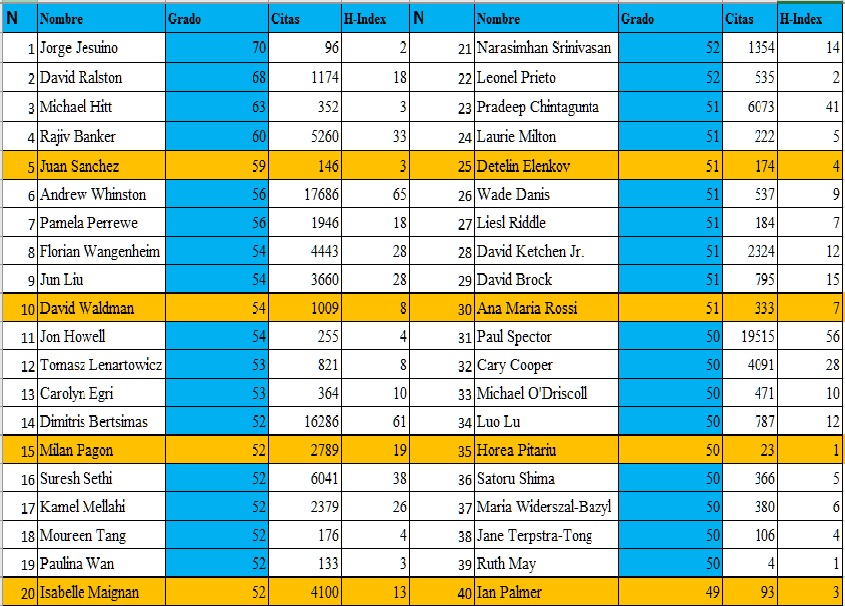 N Nombre Grado Citas H-Index N Nombre Grado Citas H-Index
1 Jorge Jesuino 70 96 2 21 Narasimhan Srinivasan 52 1354 14
2 David Ralston 68 1174 18 22 Leonel Prieto 52 535 2
3 Michael Hitt 63 352 3 23 Pradeep Chintagunta 51 6073 41
4 Rajiv Banker 60 5260 33 24 Laurie Milton 51 222 5
5 Juan Sanchez 59 146 3 25 Detelin Elenkov 51 174 4
6 Andrew Whinston 56 17686 65 26 Wade Danis 51 537 9
7 Pamela Perrewe 56 1946 18 27 Liesl Riddle 51 184 7
8 Florian Wangenheim 54 4443 28 28 David Ketchen Jr. 51 2324 12
9 Jun Liu 54 3660 28 29 David Brock 51 795 15
10 David Waldman 54 1009 8 30 Ana Maria Rossi 51 333 7
11 Jon Howell 54 255 4 31 Paul Spector 50 19515 56
12 Tomasz Lenartowicz 53 821 8 32 Cary Cooper 50 4091 28
13 Carolyn Egri 53 364 10 33 Michael O'Driscoll 50 471 10
14 Dimitris Bertsimas 52 16286 61 34 Luo Lu 50 787 12
15 Milan Pagon 52 2789 19 35 Horea Pitariu 50 23 1
16 Suresh Sethi 52 6041 38 36 Satoru Shima 50 366 5
17 Kamel Mellahi 52 2379 26 37 Maria Widerszal-Bazyl 50 380 6
18 Moureen Tang 52 176 4 38 Jane Terpstra-Tong 50 106 4
19 Paulina Wan 52 133 3 39 Ruth May 50 4 1
20 Isabelle Maignan 52 4100 13 40 Ian Palmer 49 93 3